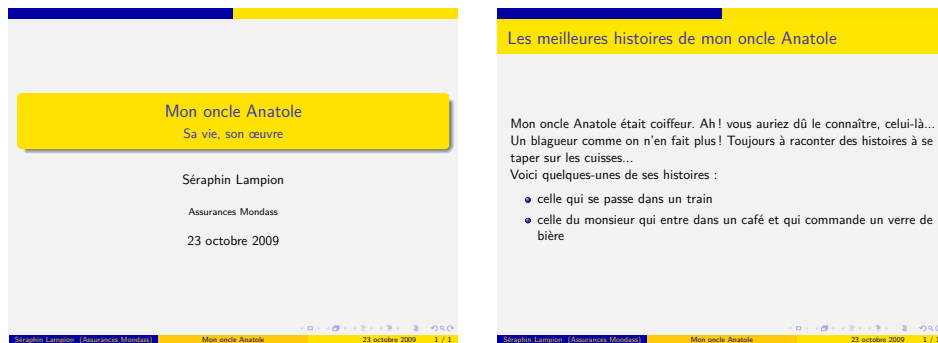 Mon oncle Anatole
Sa vie, son œuvre
Séraphin Lampion
Assurances Mondass
23 octobre 2009
Séraphin Lampion (Assurances Mondass) Mon oncle Anatole 23 octobre 2009 1 / 1
Les meilleures histoires de mon oncle Anatole
Mon oncle Anatole était coiffeur. Ah ! vous auriez dû le connaître, celui-là...
Un blagueur comme on n'en fait plus ! Toujours à raconter des histoires à se
taper sur les cuisses...
Voici quelques-unes de ses histoires :
celle qui se passe dans un train
celle du monsieur qui entre dans un café et qui commande un verre de
bière
Séraphin Lampion (Assurances Mondass) Mon oncle Anatole 23 octobre 2009 1 /